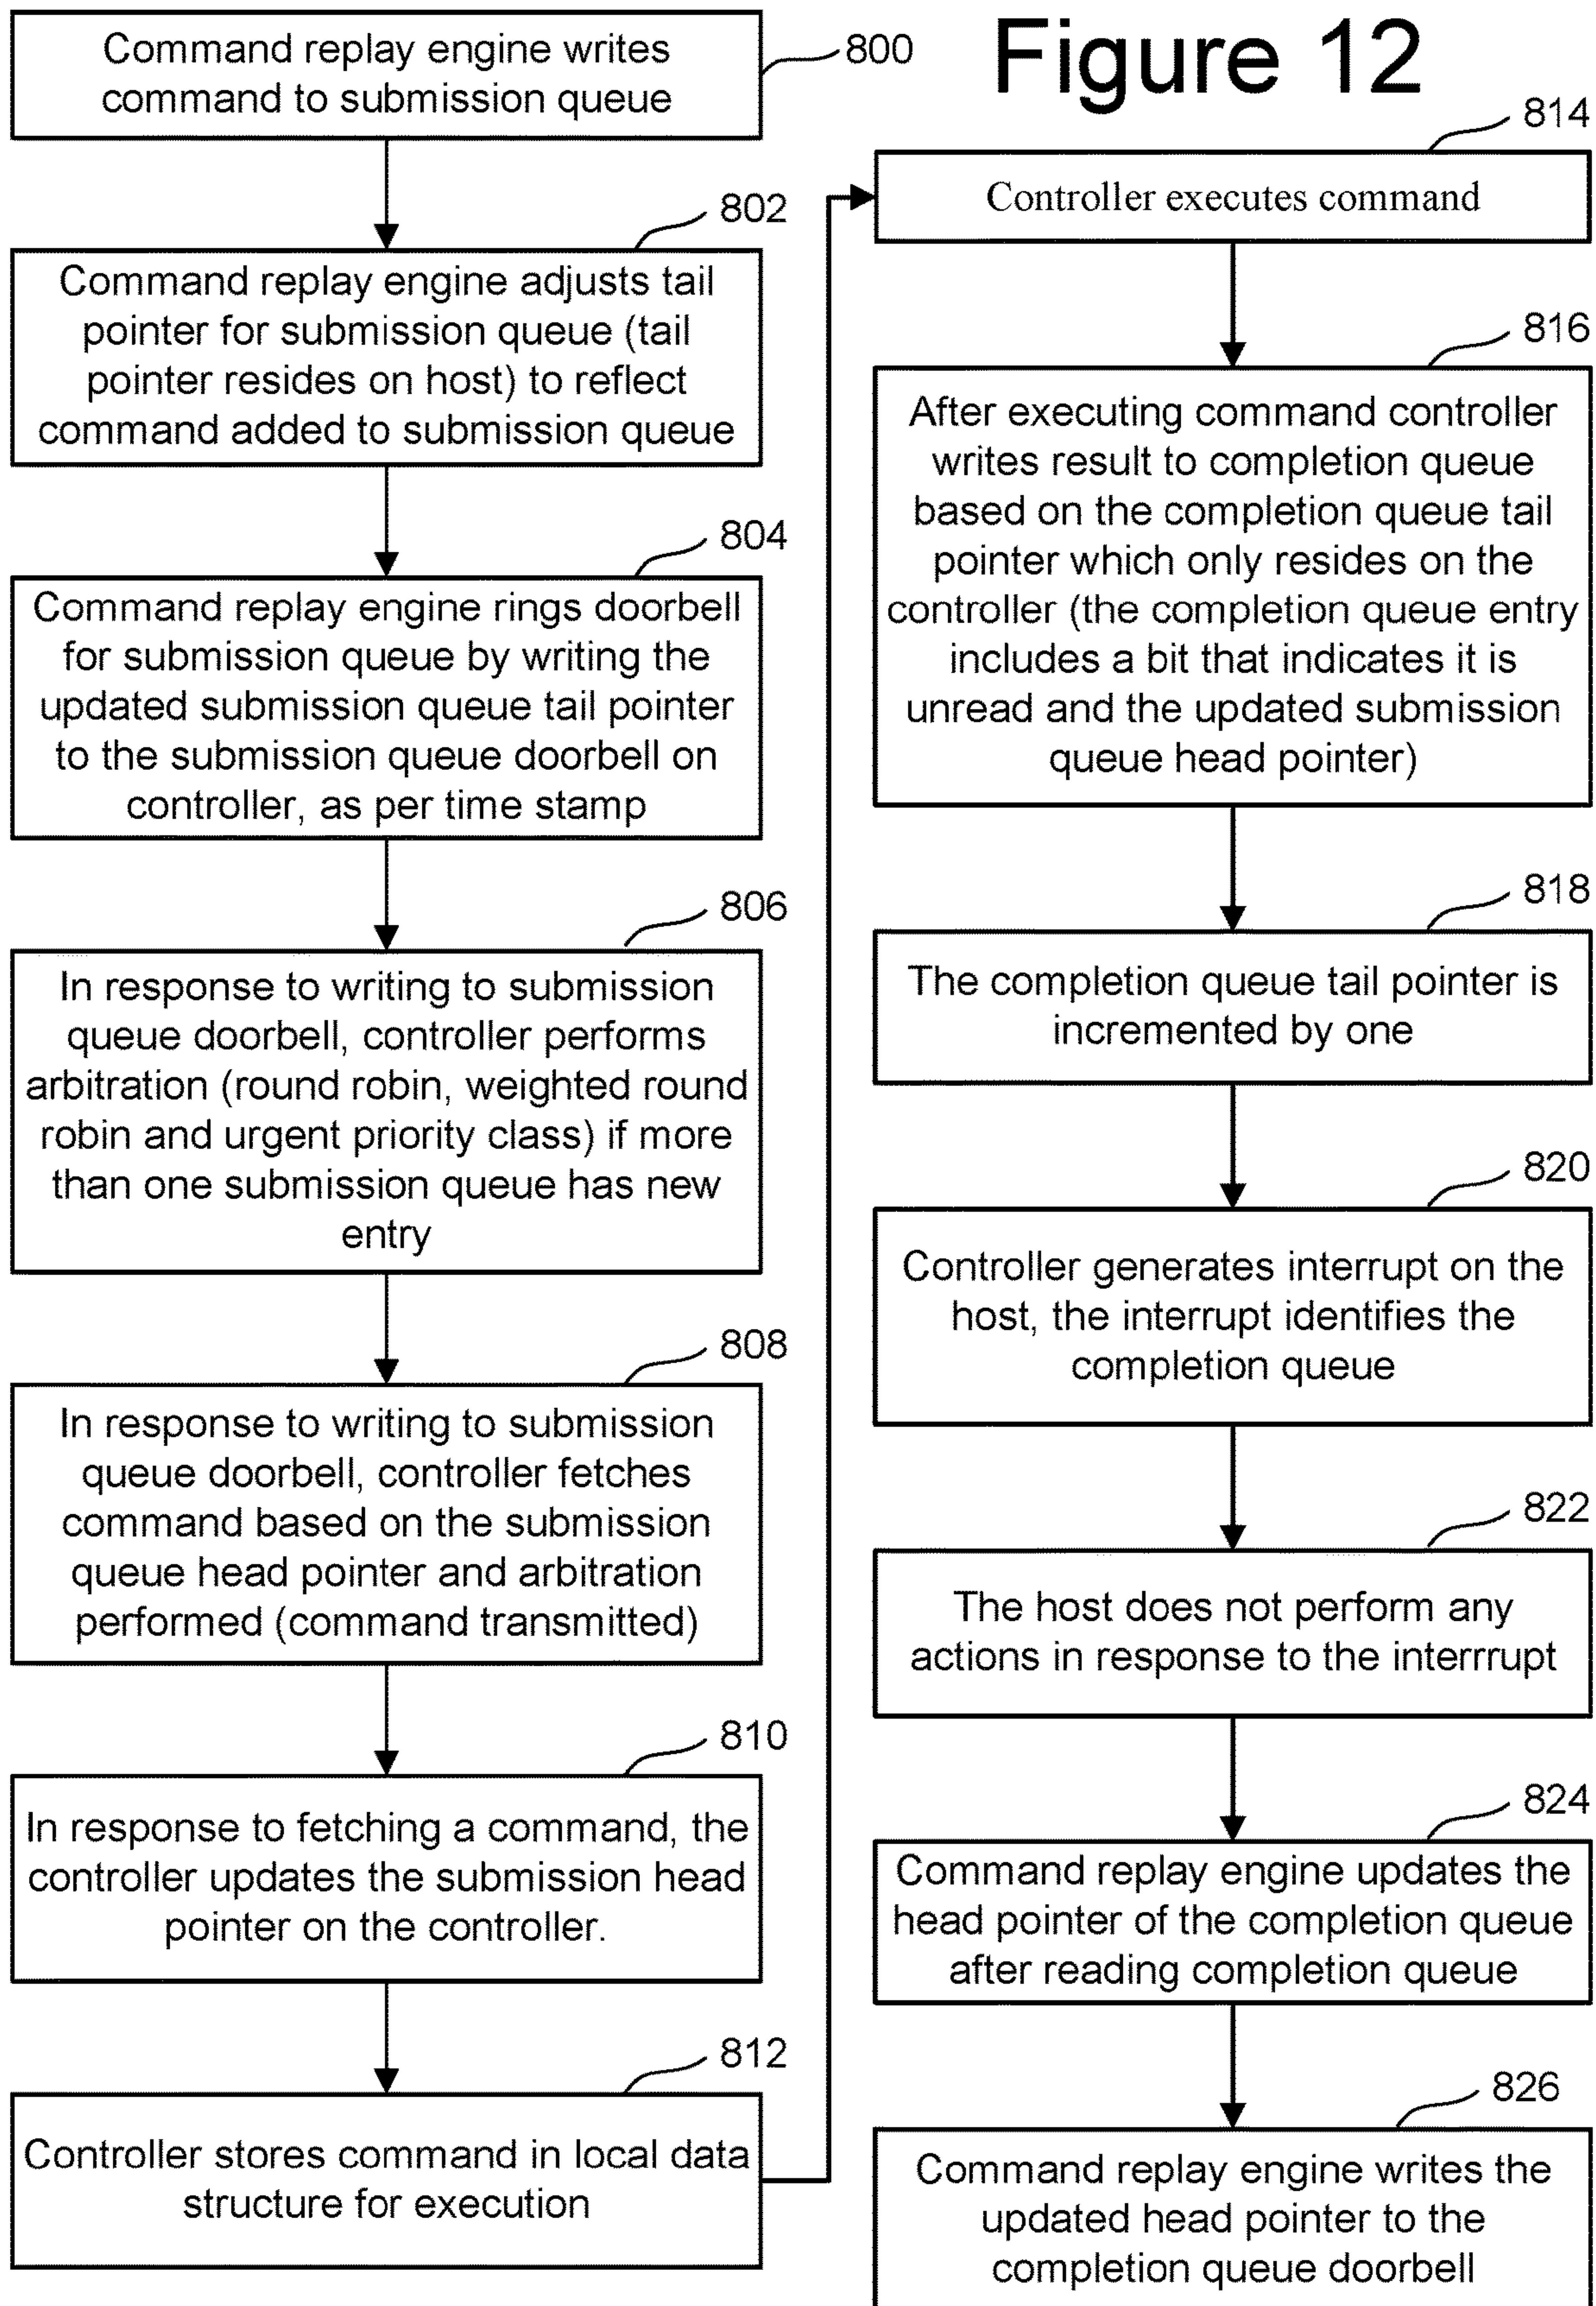 Figure 12
Command replay engine writes
command to submission queue
800
802
Command replay engine adjusts tail
pointer for submission queue (tail
pointer resides on host) to reflect
command added to submission queue
804
Command replay engine rings doorbell
for submission queue by writing the
updated submission queue tail pointer
to the submission queue doorbell on
controller, as per time stamp
806
In response to writing to submission
queue doorbell, controller performs
arbitration (round robin, weighted round
robin and urgent priority class) if more
than one submission queue has new
entry
808
In response to writing to submission
queue doorbell, controller fetches
command based on the submission
queue head pointer and arbitration
performed (command transmitted)
810
In response to fetching a command, the
controller updates the submission head
pointer on the controller.
812
Controller stores command in local data
structure for execution
814
Controller executes command
816
After executing command controller
writes result to completion queue
based on the completion queue tail
pointer which only resides on the
controller (the completion queue entry
includes a bit that indicates it is
unread and the updated submission
queue head pointer)
818
The completion queue tail pointer is
incremented by one
820
Controller generates interrupt on the
host, the interrupt identifies the
completion queue
822
The host does not perform any
actions in response to the interrrupt
824
Command replay engine updates the
head pointer of the completion queue
after reading completion queue
826
Command replay engine writes the
updated head pointer to the
completion queue doorbell